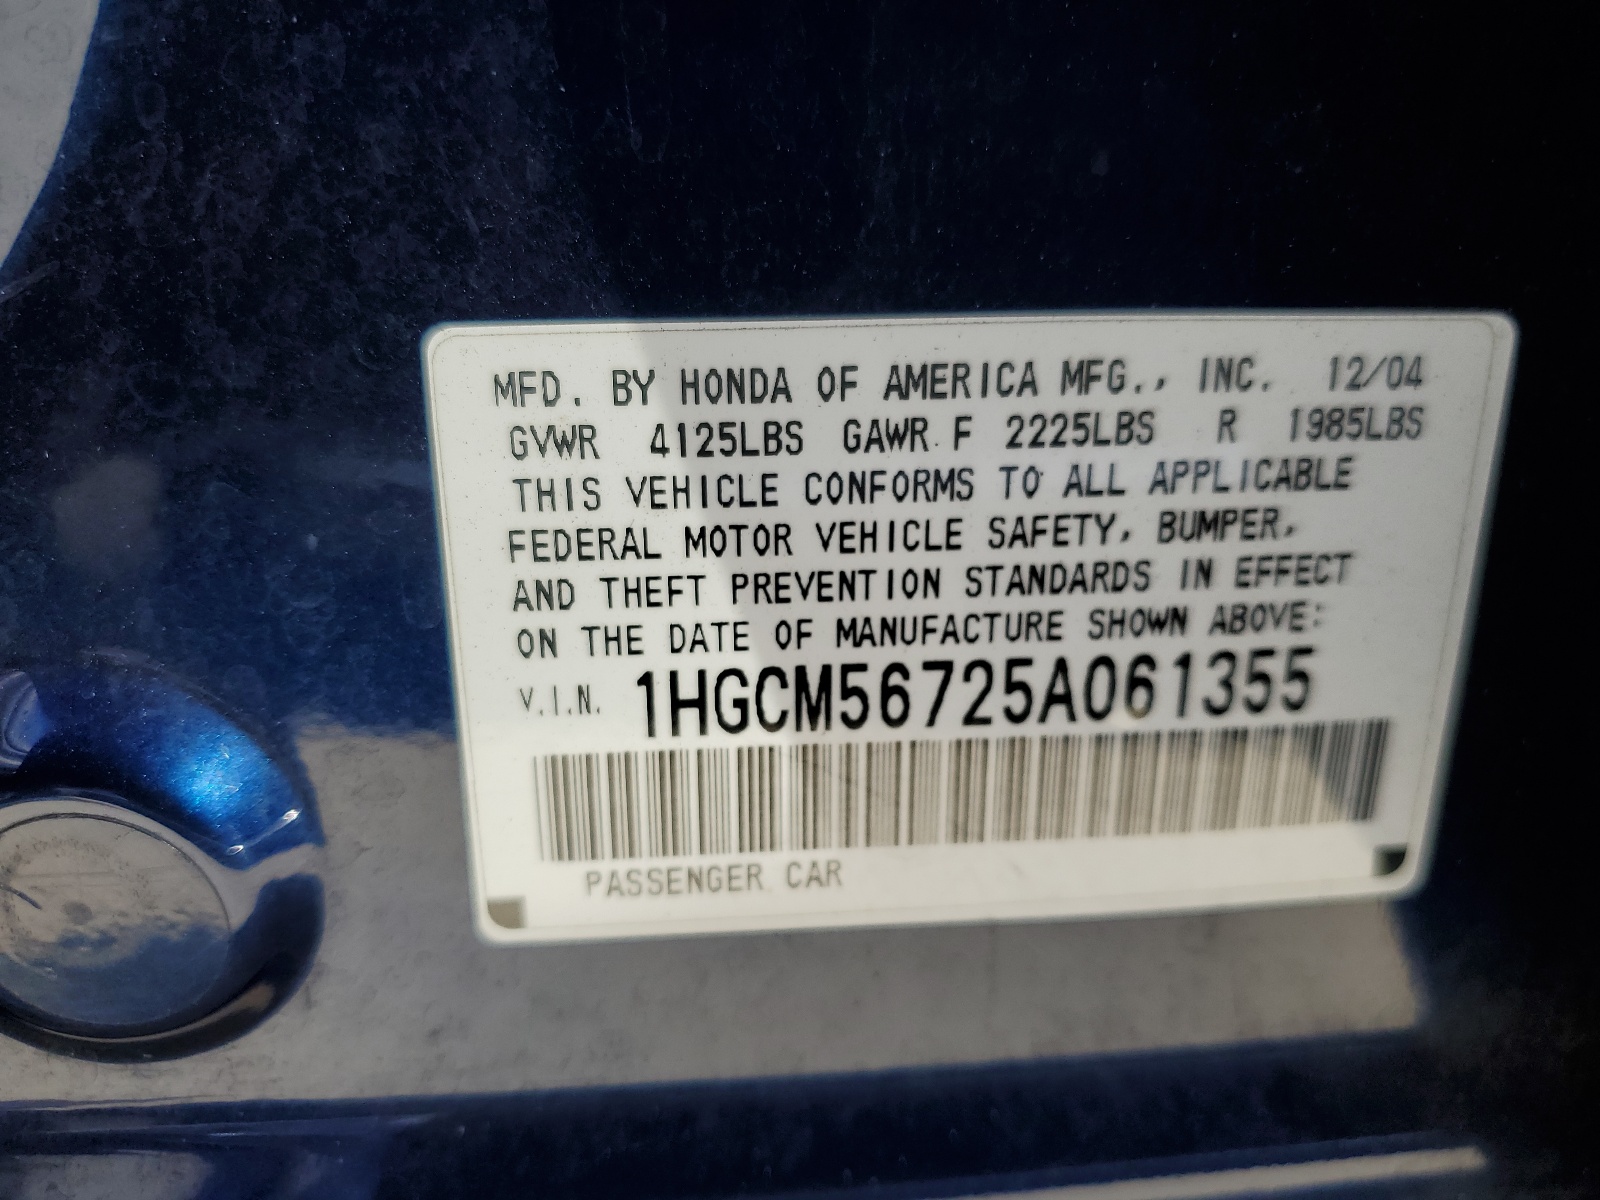 MFD. BY HONDA OF AMERICA MFG., INC. 12/04
GVWR 4125LBS GAWR F 2225LBS R 1985LBS
THIS VEHICLE CONFORMS TO ALL APPLICABLE
FEDERAL MOTOR VEHICLE SAFETY, BUMPER,
AND THEFT PREVENTION STANDARDS IN EFFECT
ON THE DATE OF MANUFACTURE SHOWN ABOVE:
V.I.N. 1HGCM56725A061355
PASSENGER CAR